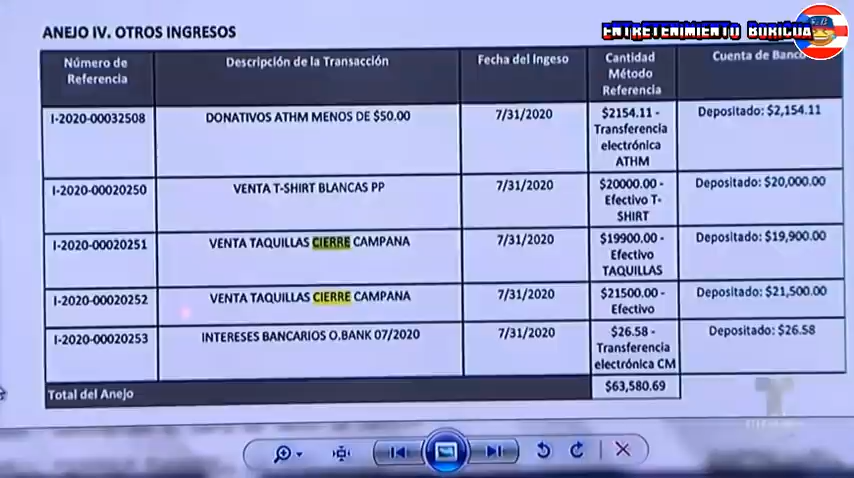 ENTRETENIMIENTO BORICUA
ANEJO IV. OTROS INGRESOS
Número de
Referencia
Descripción de la Transacción
Fecha del Ingeso
Cantidad
Método
Referencia
Cuenta de Banco
I-2020-00032508
DONATIVOS ATHM MENOS DE $50.00
7/31/2020
$2154.11 -
Transferencia
electrónica
ATHM
Depositado: $2,154.11
I-2020-00020250
VENTA T-SHIRT BLANCAS PP
7/31/2020
$20000.00 -
Efectivo T-
SHIRT
Depositado: $20,000.00
I-2020-00020251
VENTA TAQUILLAS CIERRE CAMPANA
7/31/2020
$19900.00 -
Efectivo
TAQUILLAS
Depositado: $19,900.00
I-2020-00020252
VENTA TAQUILLAS CIERRE CAMPANA
7/31/2020
$21500.00 -
Efectivo
Depositado: $21,500.00
I-2020-00020253
INTERESES BANCARIOS O.BANK 07/2020
7/31/2020
$26.58 -
Transferencia
electrónica CM
Depositado: $26.58
Total del Anejo
$63,580.69